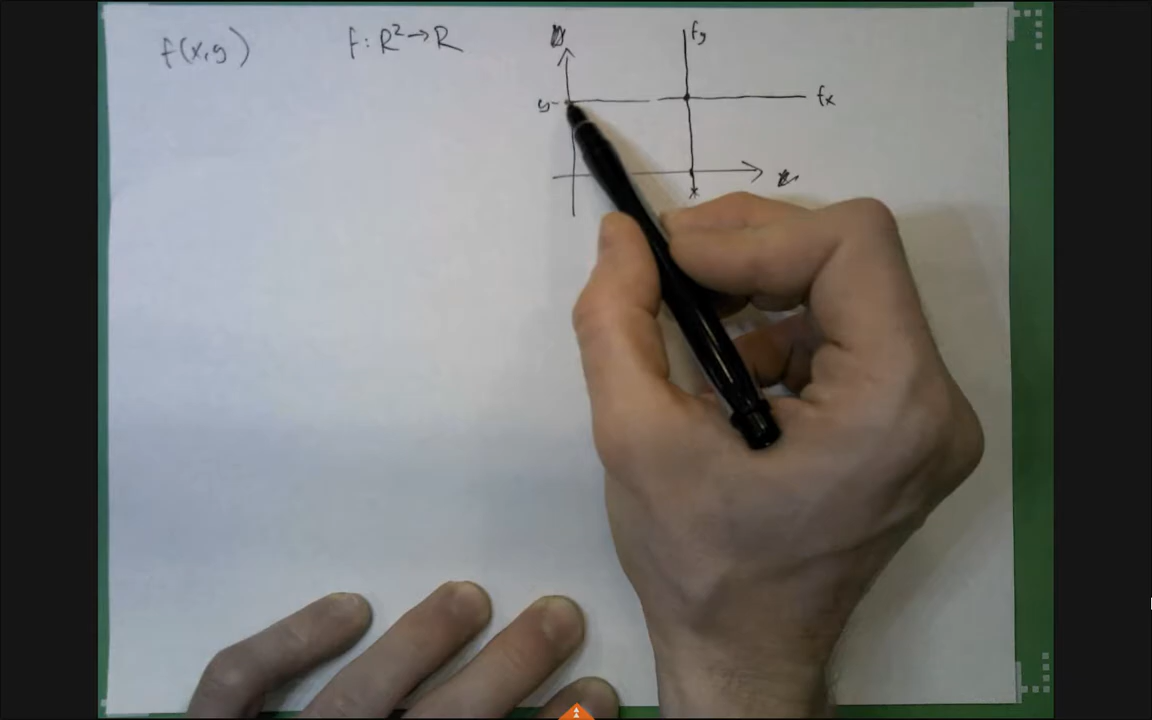 f(x,y)
f: R² → R
fy
y
fx
x